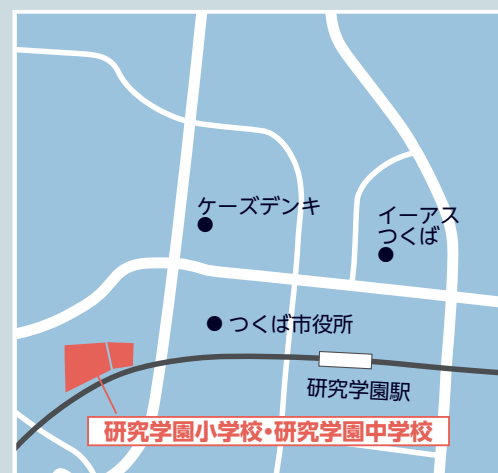 ケーズデンキ
イーアス
つくば
つくば市役所
研究学園駅
研究学園小学校・研究学園中学校